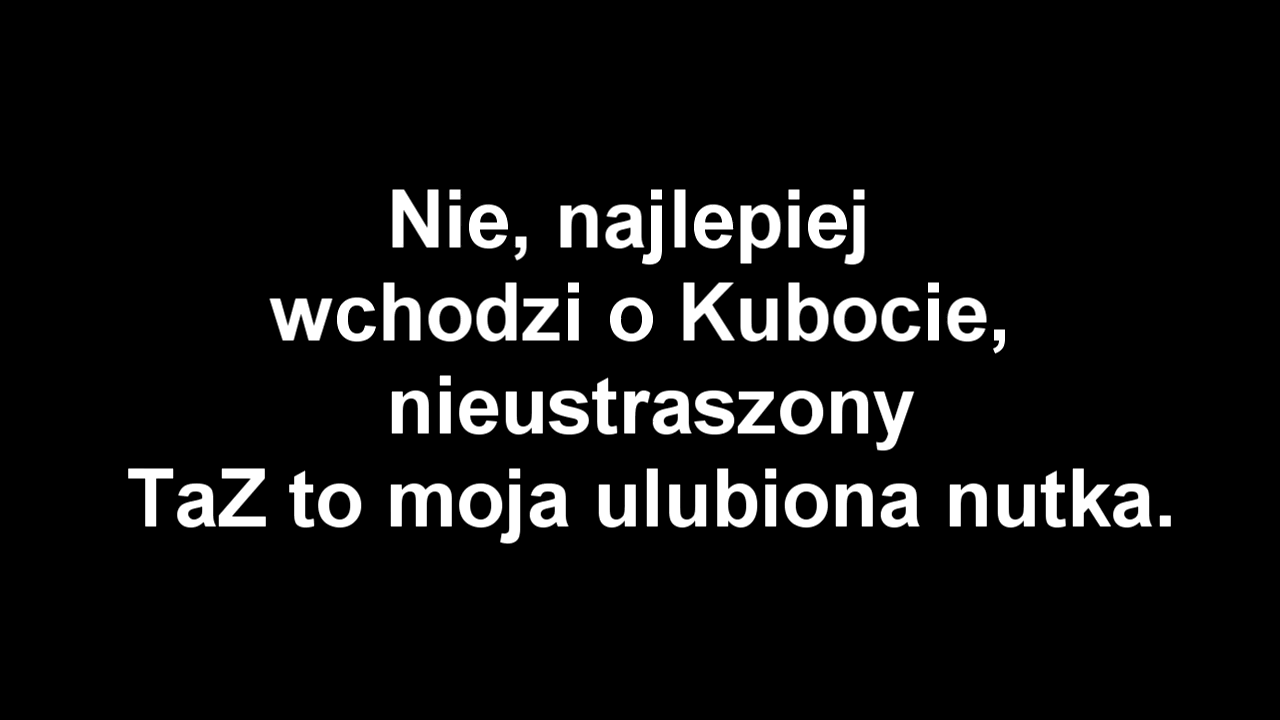 Nie, najlepiej
wchodzi o Kubocie,
nieustraszony
TaZ to moja ulubiona nutka.